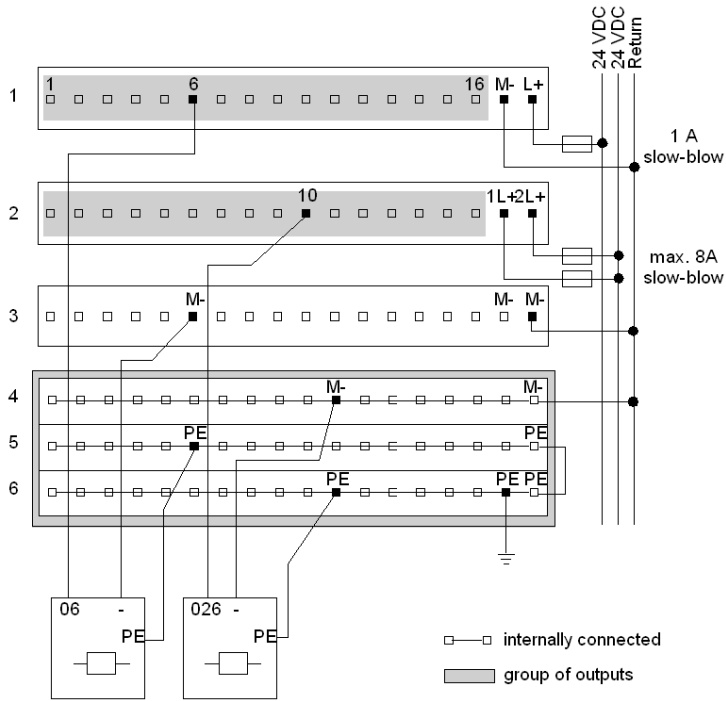 24 VDC
24 VDC
Return
1
1 6 16 M- L+
1 A
slow-blow
2
10 1L+ 2L+
max. 8A
slow-blow
3
M- M- M-
4
M- M-
5
PE PE
6
PE PE PE
06 -
PE
026 -
PE
internally connected
group of outputs